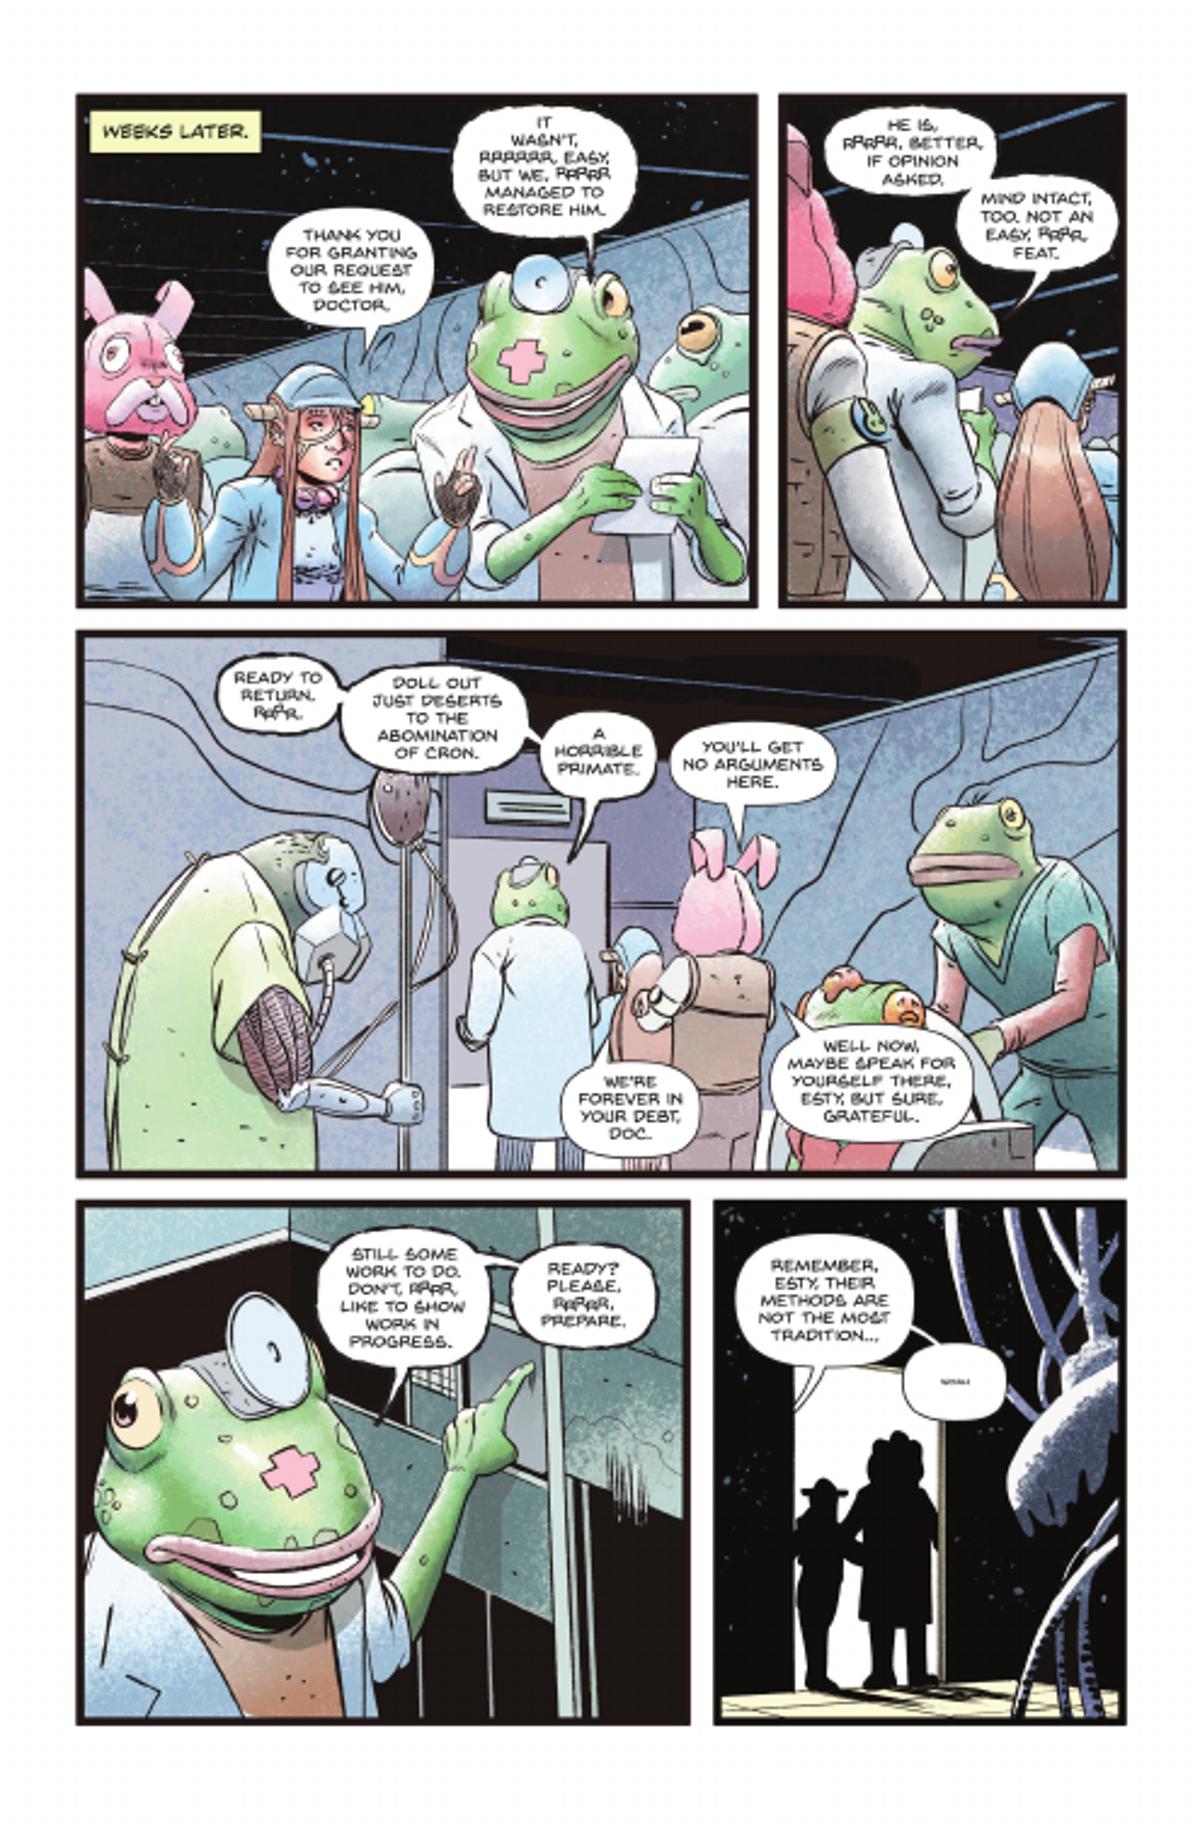 WEEKS LATER.
THANK YOU
FOR GRANTING
OUR REQUEST
TO SEE HIM,
DOCTOR.
IT
WASN'T,
RRRRRR, EASY,
BUT WE, RRRRR
MANAGED TO
RESTORE HIM.
HE IS,
RRRRR, BETTER,
IF OPINION
ASKED.
MIND INTACT,
TOO. NOT AN
EASY, RRRR,
FEAT.
READY TO
RETURN.
RRRR.
DOLL OUT
JUST DESERTS
TO THE
ABOMINATION
OF CRON.
A
HORRIBLE
PRIMATE.
YOU'LL GET
NO ARGUMENTS
HERE.
WE'RE
FOREVER IN
YOUR DEBT,
DOC.
WELL NOW,
MAYBE SPEAK FOR
YOURSELF THERE,
ESTY, BUT SURE,
GRATEFUL.
STILL SOME
WORK TO DO.
DON'T, RRRR,
LIKE TO SHOW
WORK IN
PROGRESS.
READY?
PLEASE,
RRRRR,
PREPARE.
REMEMBER,
ESTY, THEIR
METHODS ARE
NOT THE MOST
TRADITION...